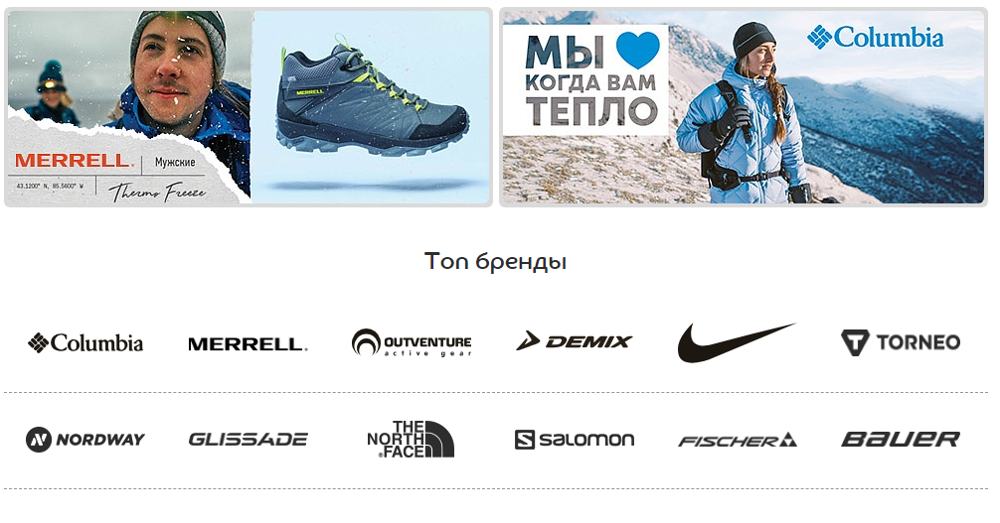 MERRELL
Мужские
43.1200° N, 85.5600° W
Thermo Freeze
MERRELL
МЫ
КОГДА ВАМ
ТЕПЛО
Columbia
Топ бренды
Columbia
MERRELL
OUTVENTURE
active gear
DEMIX
TORNEO
NORDWAY
GLISSADE
THE
NORTH
FACE
salomon
FISCHER
BAUER